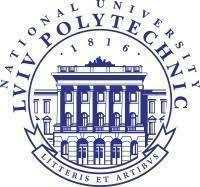 NATIONAL UNIVERSITY
LVIV POLYTECHNIC
· 1816 ·
LITTERIS ET ARTIBVS